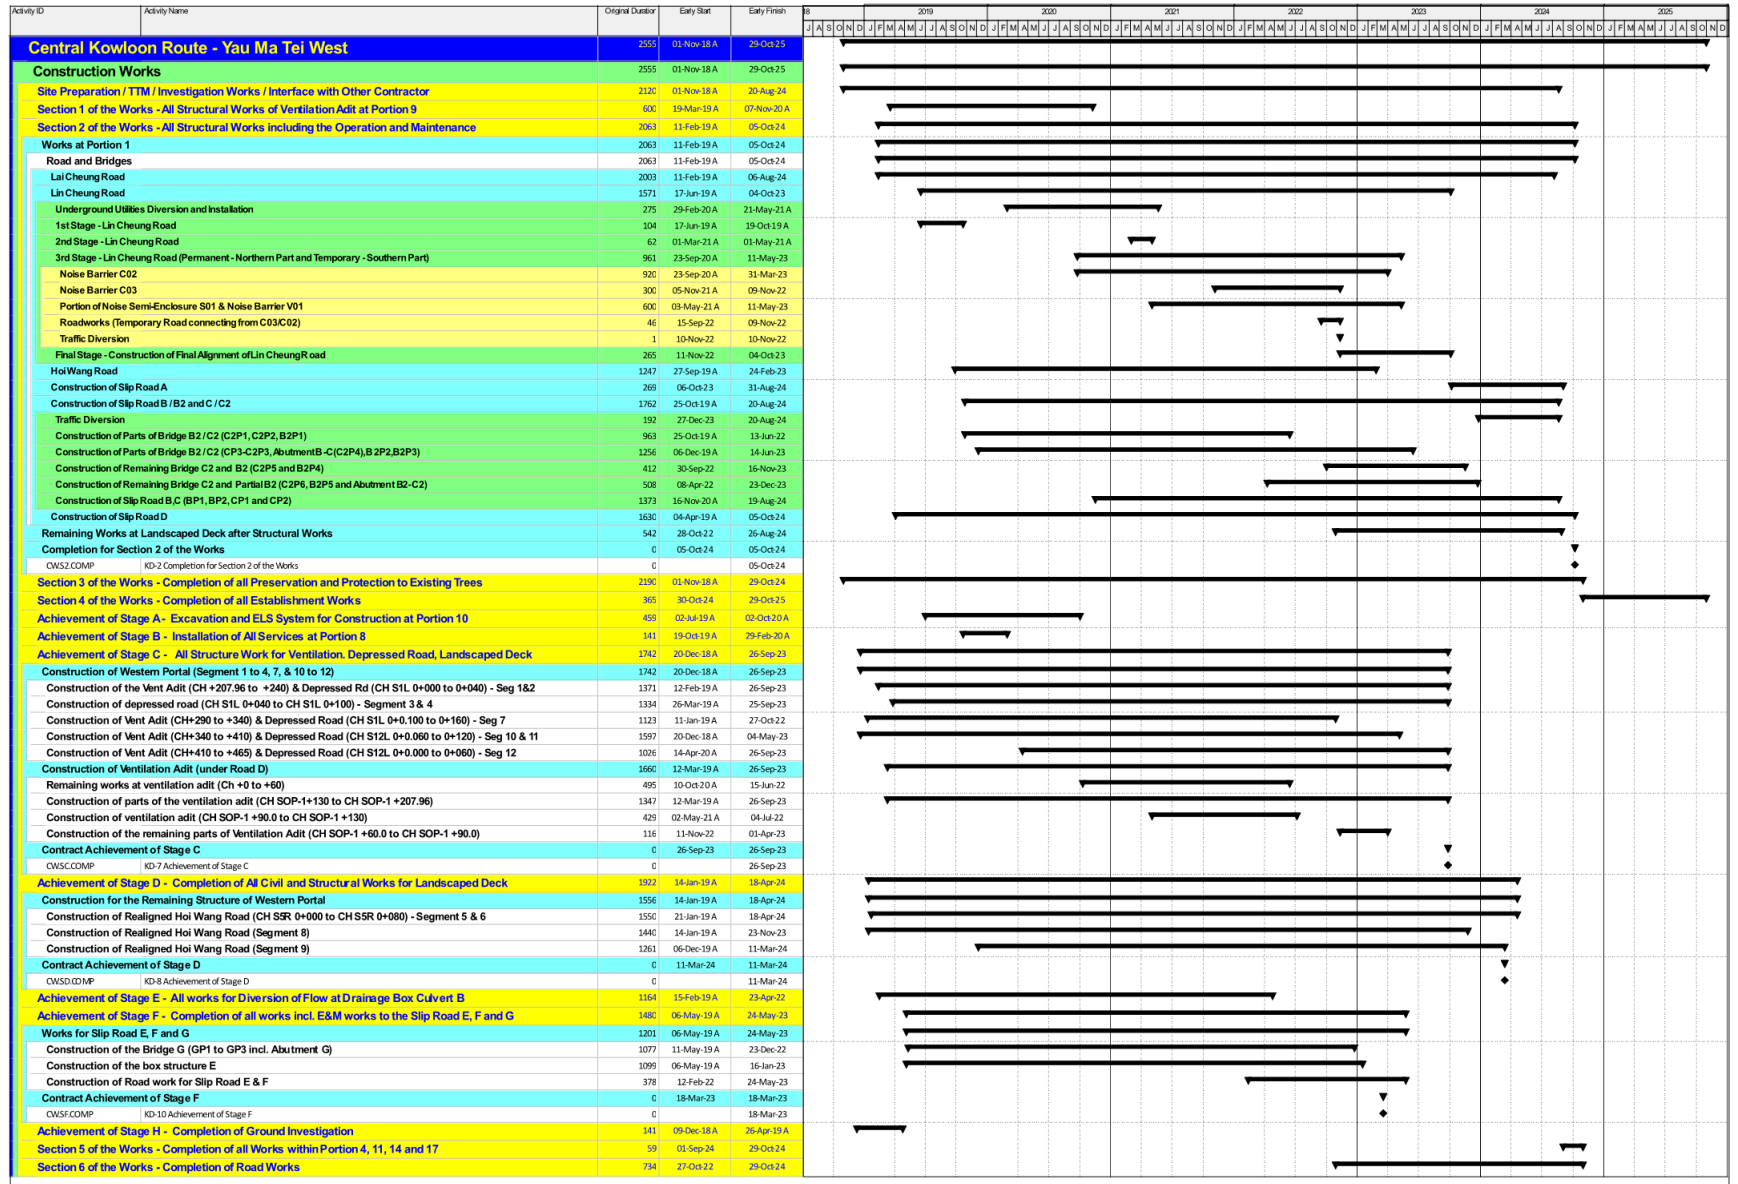 Activity ID Activity Name Original Duration Early Start Early Finish 18 2019 2020 2021 2022 2023 2024 2025
J A S O N D J F M A M J J A S O N D J F M A M J J A S O N D J F M A M J J A S O N D J F M A M J J A S O N D J F M A M J J A S O N D J F M A M J J A S O N D J F M A M J J A S O N D
Central Kowloon Route - Yau Ma Tei West 2555 01-Nov-18 A 29-Oct-25
Construction Works 2555 01-Nov-18 A 29-Oct-25
Site Preparation / TTM / Investigation Works / Interface with Other Contractor 2120 01-Nov-18 A 20-Aug-24
Section 1 of the Works - All Structural Works of Ventilation Adit at Portion 9 600 19-Mar-19 A 07-Nov-20 A
Section 2 of the Works - All Structural Works including the Operation and Maintenance 2063 11-Feb-19 A 05-Oct-24
Works at Portion 1 2063 11-Feb-19 A 05-Oct-24
Road and Bridges 2063 11-Feb-19 A 05-Oct-24
Lai Cheung Road 2003 11-Feb-19 A 06-Aug-24
Lin Cheung Road 1571 17-Jun-19 A 04-Oct-23
Underground Utilities Diversion and Installation 275 29-Feb-20 A 21-May-21 A
1st Stage - Lin Cheung Road 104 17-Jun-19 A 19-Oct-19 A
2nd Stage - Lin Cheung Road 62 01-Mar-21 A 01-May-21 A
3rd Stage - Lin Cheung Road (Permanent - Northern Part and Temporary - Southern Part) 961 23-Sep-20 A 11-May-23
Noise Barrier C02 920 23-Sep-20 A 31-Mar-23
Noise Barrier C03 300 05-Nov-21 A 09-Nov-22
Portion of Noise Semi-Enclosure S01 & Noise Barrier V01 600 03-May-21 A 11-May-23
Roadworks (Temporary Road connecting from C03/C02) 46 15-Sep-22 09-Nov-22
Traffic Diversion 1 10-Nov-22 10-Nov-22
Final Stage - Construction of Final Alignment of Lin Cheung Road 265 11-Nov-22 04-Oct-23
Hoi Wang Road 1247 27-Sep-19 A 24-Feb-23
Construction of Slip Road A 269 06-Oct-23 31-Aug-24
Construction of Slip Road B / B2 and C / C2 1762 25-Oct-19 A 20-Aug-24
Traffic Diversion 192 27-Dec-23 20-Aug-24
Construction of Parts of Bridge B2 / C2 (C2P1, C2P2, B2P1) 963 25-Oct-19 A 13-Jun-22
Construction of Parts of Bridge B2 / C2 (CP3-C2P3, Abutment B-C(C2P4), B2P2, B2P3) 1256 06-Dec-19 A 14-Jun-23
Construction of Remaining Bridge C2 and B2 (C2P5 and B2P4) 412 30-Sep-22 16-Nov-23
Construction of Remaining Bridge C2 and Partial B2 (C2P6, B2P5 and Abutment B2-C2) 508 08-Apr-22 23-Dec-23
Construction of Slip Road B,C (BP1, BP2, CP1 and CP2) 1373 16-Nov-20 A 19-Aug-24
Construction of Slip Road D 1630 04-Apr-19 A 05-Oct-24
Remaining Works at Landscaped Deck after Structural Works 542 28-Oct-22 26-Aug-24
Completion for Section 2 of the Works 0 05-Oct-24 05-Oct-24
CW.S2.COMP KD-2 Completion for Section 2 of the Works 0 05-Oct-24
Section 3 of the Works - Completion of all Preservation and Protection to Existing Trees 2190 01-Nov-18 A 29-Oct-24
Section 4 of the Works - Completion of all Establishment Works 365 30-Oct-24 29-Oct-25
Achievement of Stage A - Excavation and ELS System for Construction at Portion 10 459 02-Jul-19 A 02-Oct-20 A
Achievement of Stage B - Installation of All Services at Portion 8 141 19-Oct-19 A 29-Feb-20 A
Achievement of Stage C - All Structure Work for Ventilation. Depressed Road, Landscaped Deck 1742 20-Dec-18 A 26-Sep-23
Construction of Western Portal (Segment 1 to 4, 7, & 10 to 12) 1742 20-Dec-18 A 26-Sep-23
Construction of the Vent Adit (CH +207.96 to +240) & Depressed Rd (CH S1L 0+000 to 0+040) - Seg 1&2 1371 12-Feb-19 A 26-Sep-23
Construction of depressed road (CH S1L 0+040 to CH S1L 0+100) - Segment 3 & 4 1334 26-Mar-19 A 25-Sep-23
Construction of Vent Adit (CH+290 to +340) & Depressed Road (CH S1L 0+0.100 to 0+160) - Seg 7 1123 11-Jan-19 A 27-Oct-22
Construction of Vent Adit (CH+340 to +410) & Depressed Road (CH S12L 0+0.060 to 0+120) - Seg 10 & 11 1597 20-Dec-18 A 04-May-23
Construction of Vent Adit (CH+410 to +465) & Depressed Road (CH S12L 0+0.000 to 0+060) - Seg 12 1026 14-Apr-20 A 26-Sep-23
Construction of Ventilation Adit (under Road D) 1660 12-Mar-19 A 26-Sep-23
Remaining works at ventilation adit (Ch +0 to +60) 495 10-Oct-20 A 15-Jun-22
Construction of parts of the ventilation adit (CH SOP-1+130 to CH SOP-1 +207.96) 1347 12-Mar-19 A 26-Sep-23
Construction of ventilation adit (CH SOP-1 +90.0 to CH SOP-1 +130) 429 02-May-21 A 04-Jul-22
Construction of the remaining parts of Ventilation Adit (CH SOP-1 +60.0 to CH SOP-1 +90.0) 116 11-Nov-22 01-Apr-23
Contract Achievement of Stage C 0 26-Sep-23 26-Sep-23
CW.SC.COMP KD-7 Achievement of Stage C 0 26-Sep-23
Achievement of Stage D - Completion of All Civil and Structural Works for Landscaped Deck 1922 14-Jan-19 A 18-Apr-24
Construction for the Remaining Structure of Western Portal 1556 14-Jan-19 A 18-Apr-24
Construction of Realigned Hoi Wang Road (CH S5R 0+000 to CH S5R 0+080) - Segment 5 & 6 1550 21-Jan-19 A 18-Apr-24
Construction of Realigned Hoi Wang Road (Segment 8) 1440 14-Jan-19 A 23-Nov-23
Construction of Realigned Hoi Wang Road (Segment 9) 1261 06-Dec-19 A 11-Mar-24
Contract Achievement of Stage D 0 11-Mar-24 11-Mar-24
CW.SD.COMP KD-8 Achievement of Stage D 0 11-Mar-24
Achievement of Stage E - All works for Diversion of Flow at Drainage Box Culvert B 1164 15-Feb-19 A 23-Apr-22
Achievement of Stage F - Completion of all works incl. E&M works to the Slip Road E, F and G 1480 06-May-19 A 24-May-23
Works for Slip Road E, F and G 1201 06-May-19 A 24-May-23
Construction of the Bridge G (GP1 to GP3 incl. Abutment G) 1077 11-May-19 A 23-Dec-22
Construction of the box structure E 1099 06-May-19 A 16-Jan-23
Construction of Road work for Slip Road E & F 378 12-Feb-22 24-May-23
Contract Achievement of Stage F 0 18-Mar-23 18-Mar-23
CW.SF.COMP KD-10 Achievement of Stage F 0 18-Mar-23
Achievement of Stage H - Completion of Ground Investigation 141 09-Dec-18 A 26-Apr-19 A
Section 5 of the Works - Completion of all Works within Portion 4, 11, 14 and 17 59 01-Sep-24 29-Oct-24
Section 6 of the Works - Completion of Road Works 734 27-Oct-22 29-Oct-24